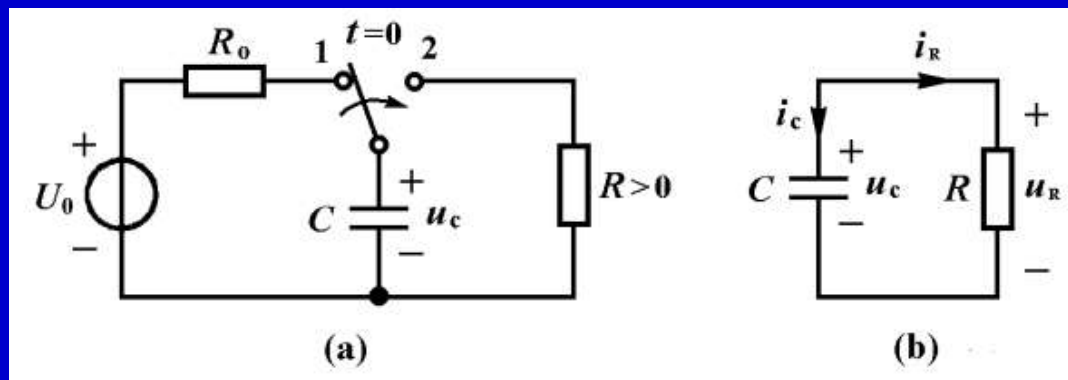 R₀ 1 t=0 2
+ U₀ −
C + u_c − R>0
(a)
i_R
i_c
C + u_c − R + u_R −
(b)